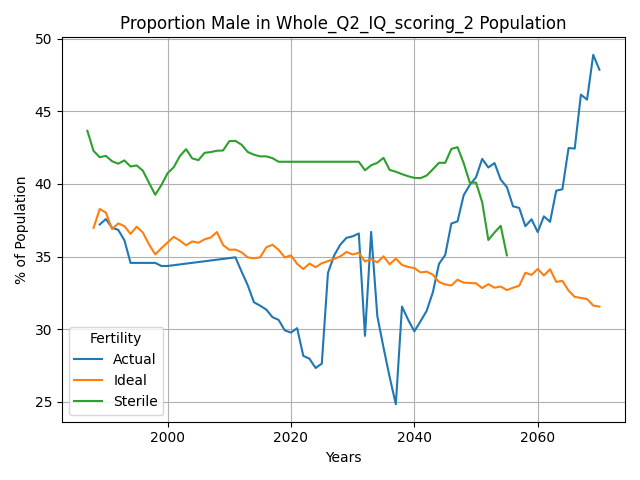 Proportion Male in Whole_Q2_IQ_scoring_2 Population
% of Population
50
45
40
35
30
25
Fertility
Actual
Ideal
Sterile
2000 2020 2040 2060
Years